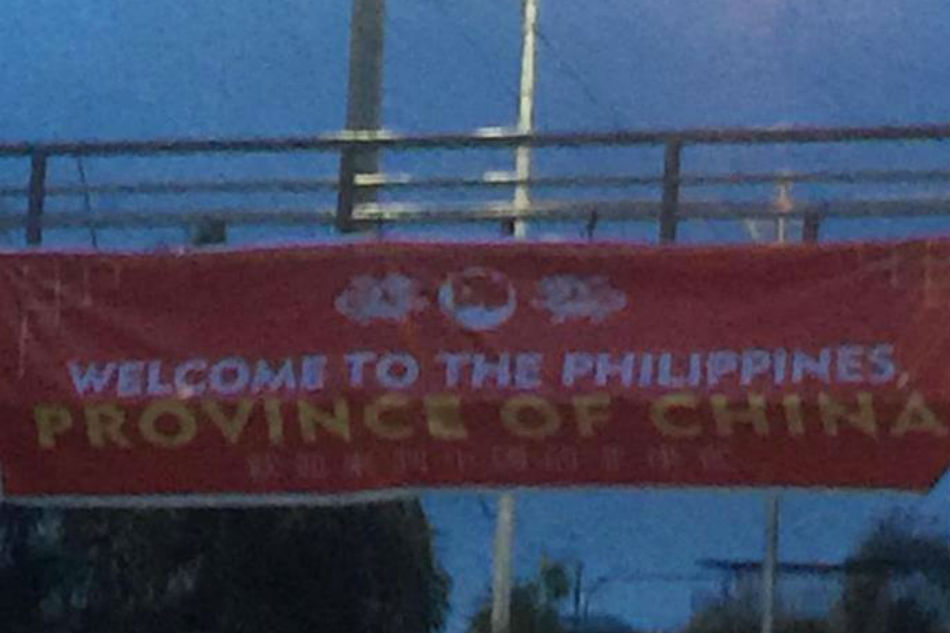 WELCOME TO THE PHILIPPINES,
PROVINCE OF CHINA